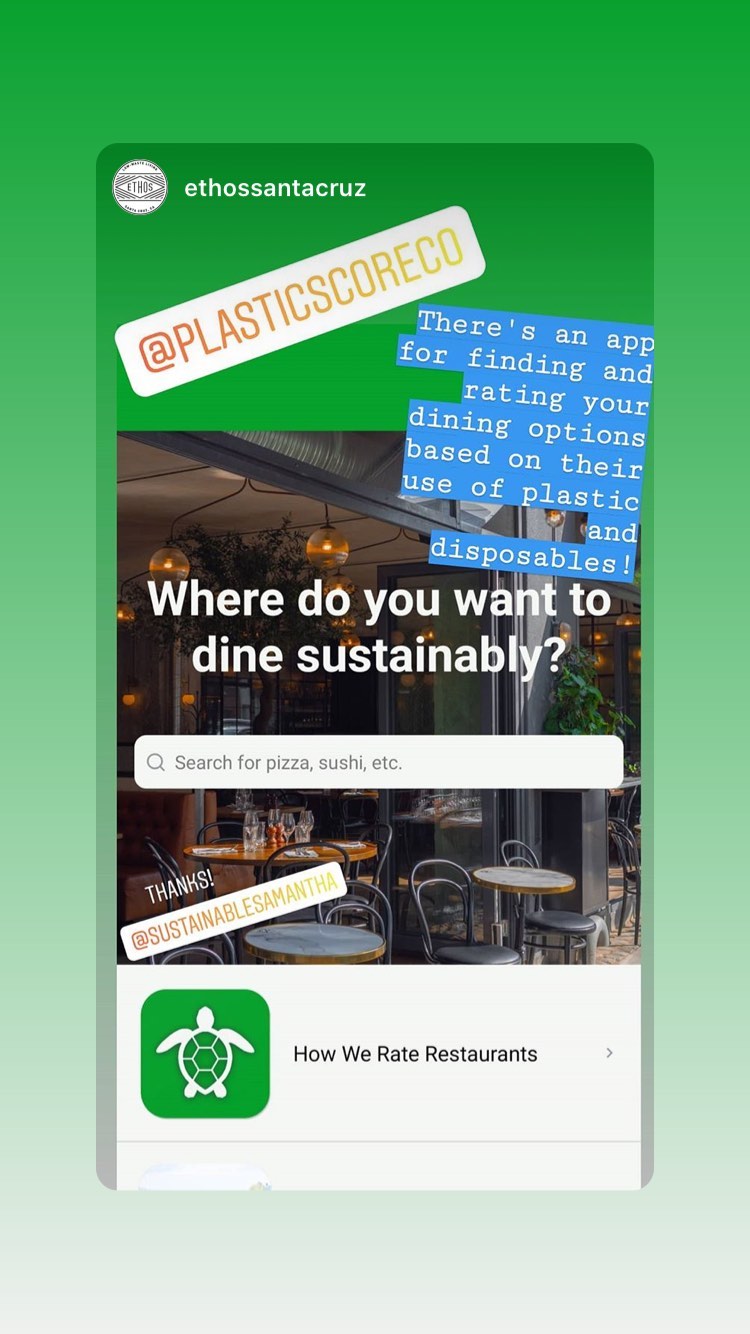 ETHOS
ethossantacruz
@PLASTICSCORECO
There's an app
for finding and
rating your
dining options
based on their
use of plastic
and
disposables!
Where do you want to
dine sustainably?
Search for pizza, sushi, etc.
THANKS!
@SUSTAINABLESAMANTHA
How We Rate Restaurants